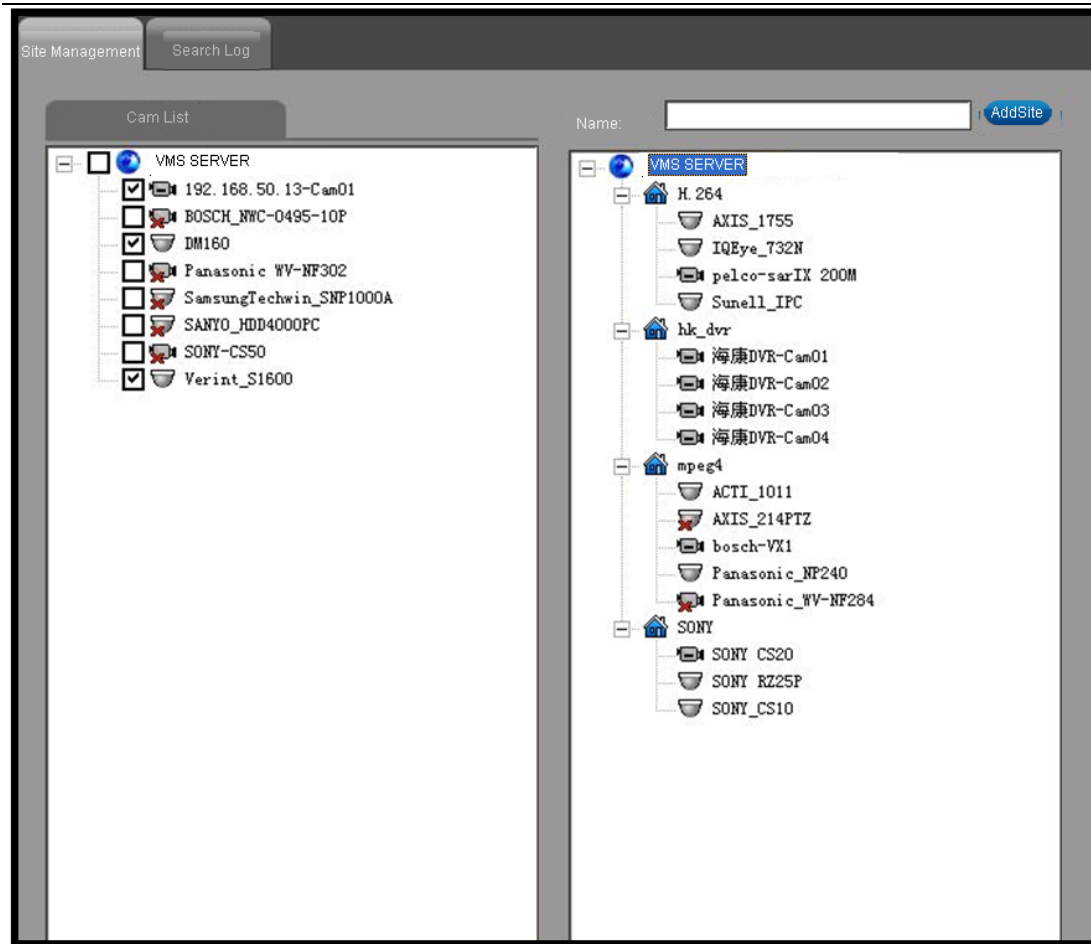 Site Management
Search Log
Cam List
VMS SERVER
192.168.50.13-Cam01
BOSCH_NWC-0495-10P
DM160
Panasonic WV-NF302
SamsungTechwin_SNP1000A
SANYO_HDD4000PC
SONY-CS50
Verint_S1600
Name:
AddSite
VMS SERVER
H.264
AXIS_1755
IQEye_732N
pelco-sarIX 200M
Sunell_IPC
hk_dvr
海康DVR-Cam01
海康DVR-Cam02
海康DVR-Cam03
海康DVR-Cam04
mpeg4
ACTI_1011
AXIS_214PTZ
bosch-VX1
Panasonic_NP240
Panasonic_WV-NF284
SONY
SONY CS20
SONY RZ25P
SONY_CS10